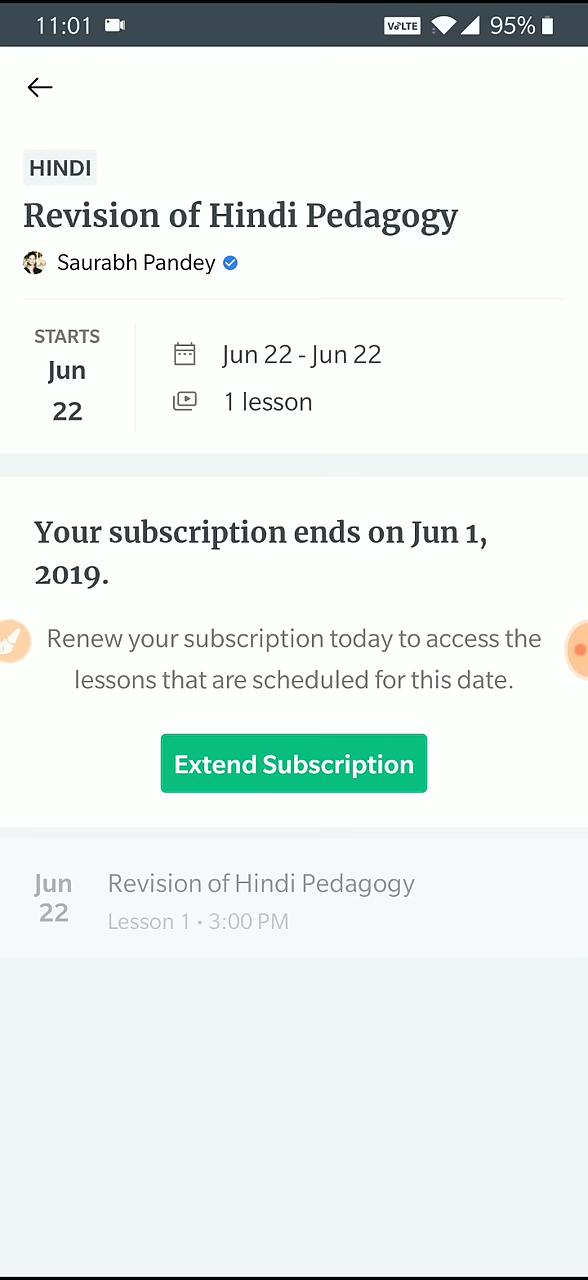 11:01
VoLTE
95%
HINDI
Revision of Hindi Pedagogy
Saurabh Pandey
STARTS
Jun
22
Jun 22 - Jun 22
1 lesson
Your subscription ends on Jun 1,
2019.
Renew your subscription today to access the
lessons that are scheduled for this date.
Extend Subscription
Jun
22
Revision of Hindi Pedagogy
Lesson 1 • 3:00 PM